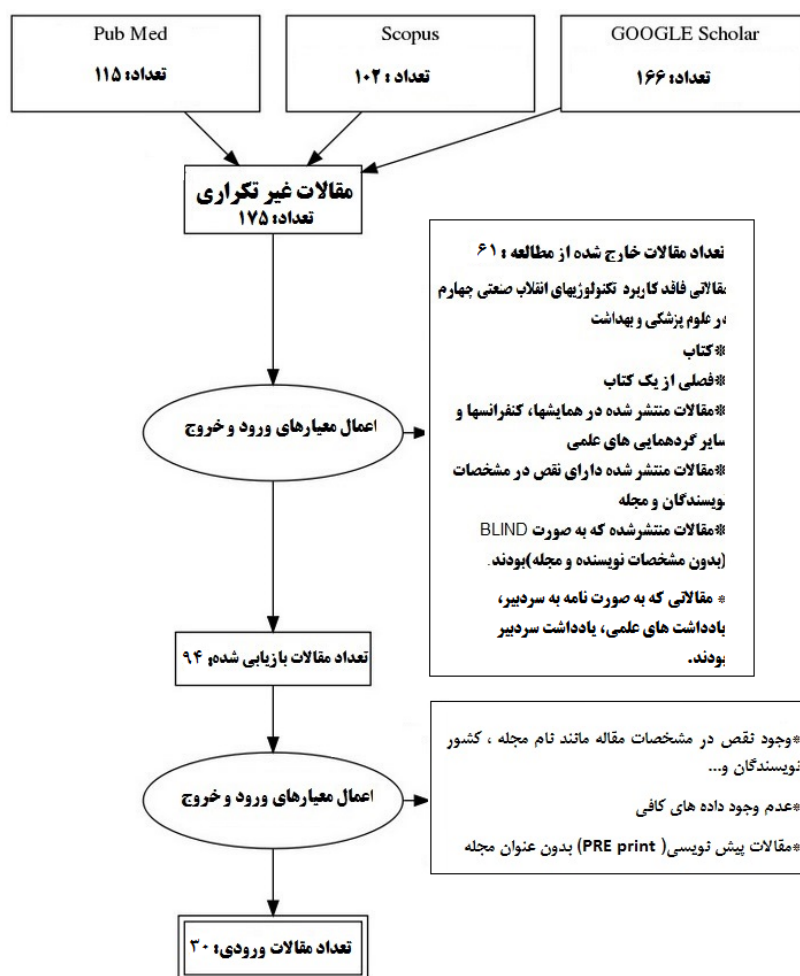 Pub Med
تعداد: ۱۱۵
Scopus
تعداد : ۱۰۲
GOOGLE Scholar
تعداد: ۱۶۶
مقالات غیر تکراری
تعداد: ۱۷۵
تعداد مقالات خارج شده از مطالعه : ۶۱
مقالاتی فاقد کاربرد تکنولوژیهای انقلاب صنعتی چهارم
در علوم پزشکی و بهداشت
*کتاب
*فصلی از یک کتاب
*مقالات منتشر شده در همایشها، کنفرانسها و
سایر گردهمایی های علمی
*مقالات منتشر شده دارای نقص در مشخصات
نویسندگان و مجله
*مقالات منتشرشده که به صورت BLIND
(بدون مشخصات نویسنده و مجله)بودند.
* مقالاتی که به صورت نامه به سردبیر،
یادداشت های علمی، یادداشت سردبیر
بودند.
اعمال معیارهای ورود و خروج
تعداد مقالات بازیابی شده: ۹۴
*وجود نقص در مشخصات مقاله مانند نام مجله ، کشور
نویسندگان و...
*عدم وجود داده های کافی
*مقالات پیش نویسی( PRE print) بدون عنوان مجله
اعمال معیارهای ورود و خروج
تعداد مقالات ورودی: ۳۰